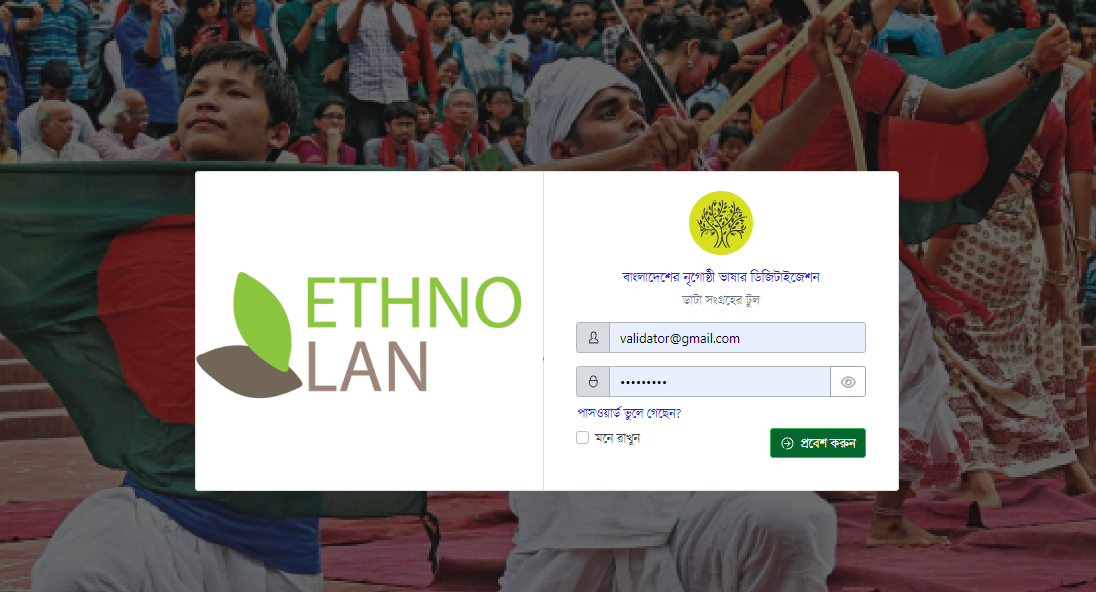 ETHNO
LAN
বাংলাদেশের নৃগোষ্ঠী ভাষার ডিজিটাইজেশন
ডাটা সংগ্রহের টুল
validator@gmail.com
•••••••••
পাসওয়ার্ড ভুলে গেছেন?
মনে রাখুন
প্রবেশ করুন